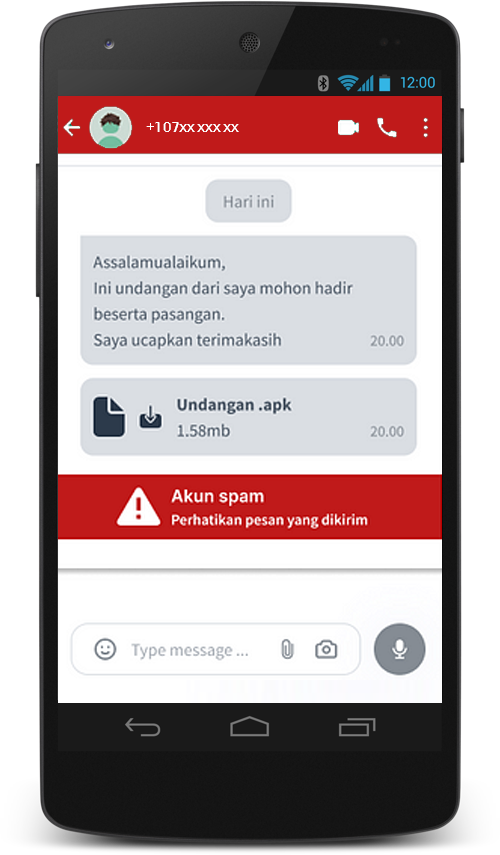 12:00
+107xx xxx xx
Hari ini
Assalamualaikum,
Ini undangan dari saya mohon hadir
beserta pasangan.
Saya ucapkan terimakasih
20.00
Undangan .apk
1.58mb
20.00
Akun spam
Perhatikan pesan yang dikirim
Type message ...